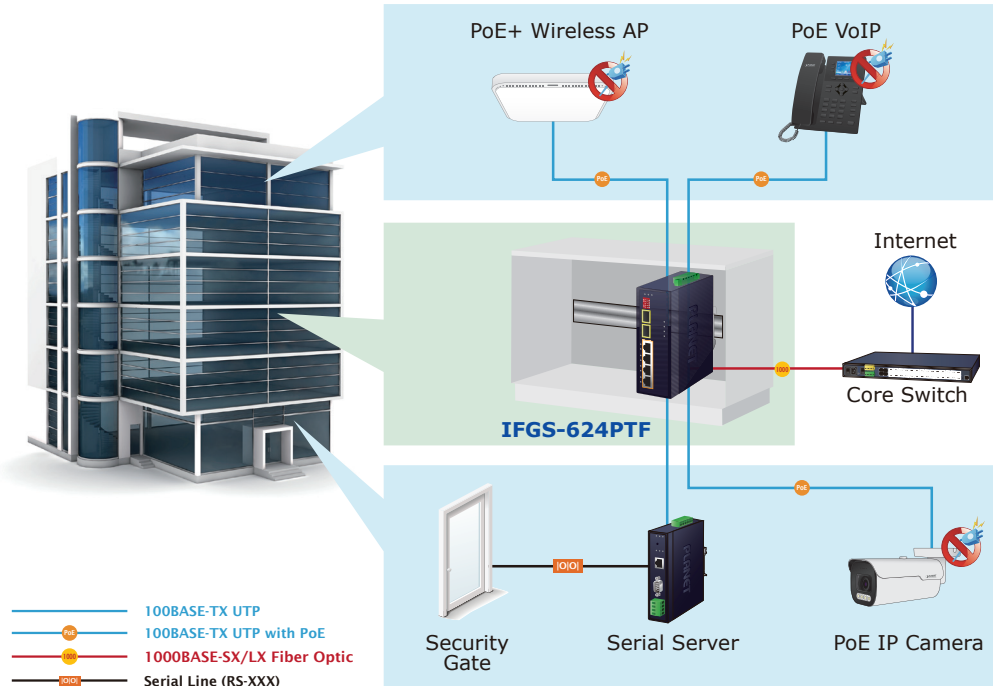 PoE+ Wireless AP
PoE VoIP
PoE
PoE
Internet
PLANET
1000
Core Switch
IFGS-624PTF
PoE
PLANET
|O|O|
Security
Gate
Serial Server
PoE IP Camera
100BASE-TX UTP
PoE
100BASE-TX UTP with PoE
1000
1000BASE-SX/LX Fiber Optic
|O|O|
Serial Line (RS-XXX)